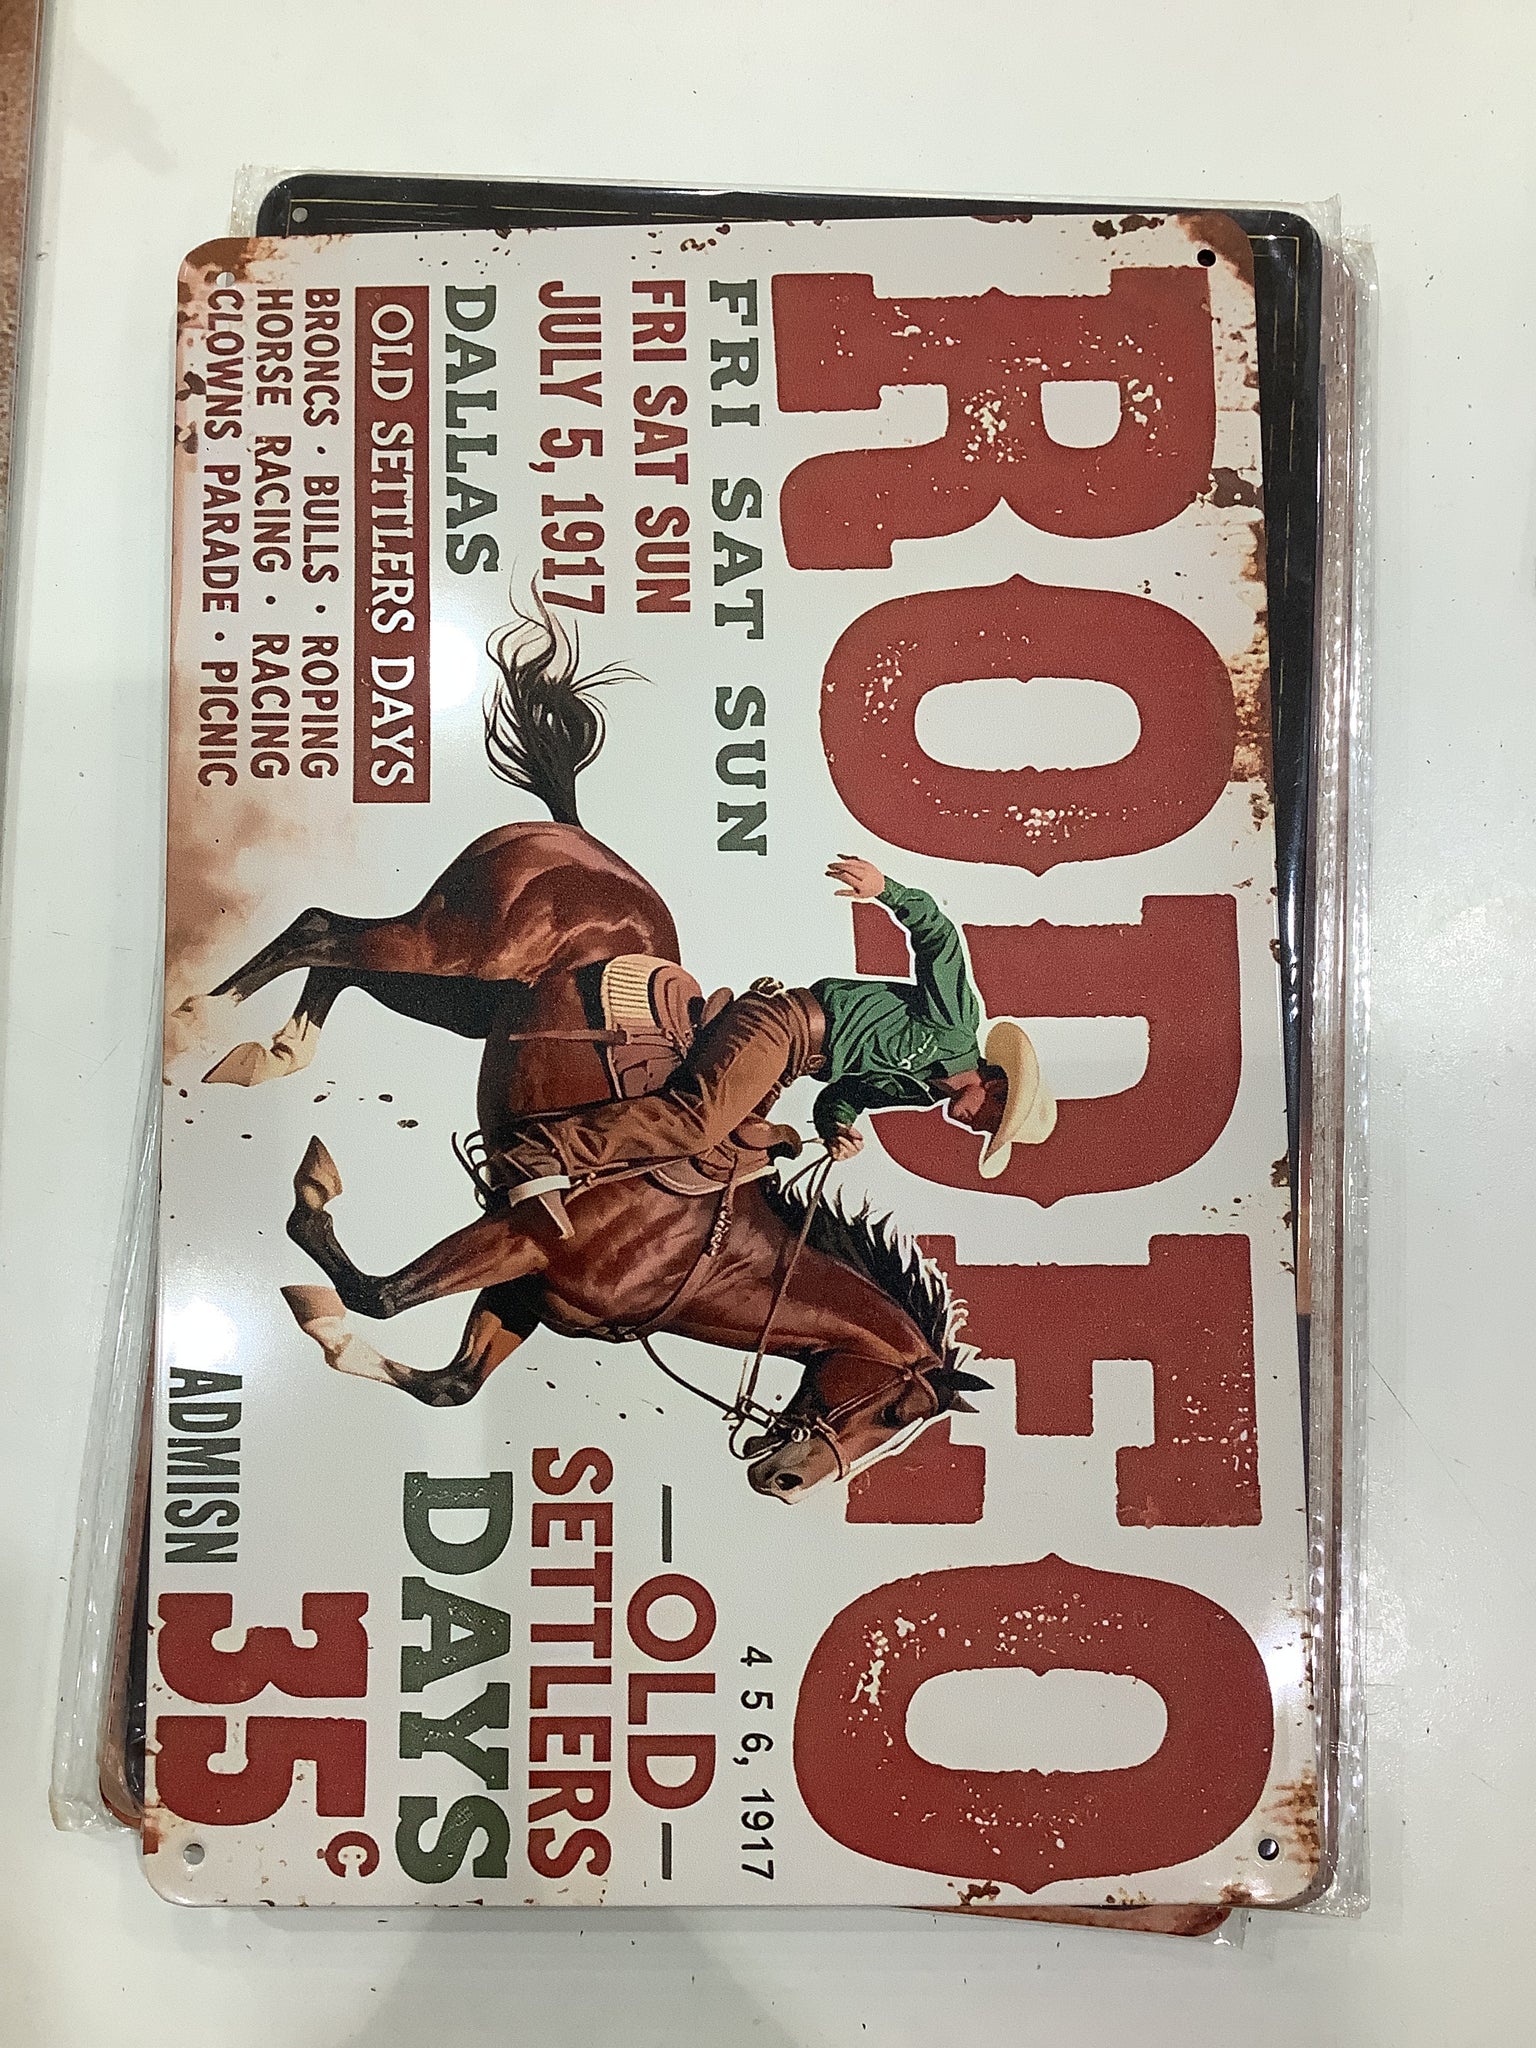 RODEO
FRI SAT SUN
FRI SAT SUN
JULY 5, 1917
DALLAS
OLD SETTLERS DAYS
BRONCS • BULLS • ROPING
HORSE RACING • RACING
CLOWNS PARADE • PICNIC
4 5 6, 1917
—OLD—
SETTLERS
DAYS
ADMISN 35c